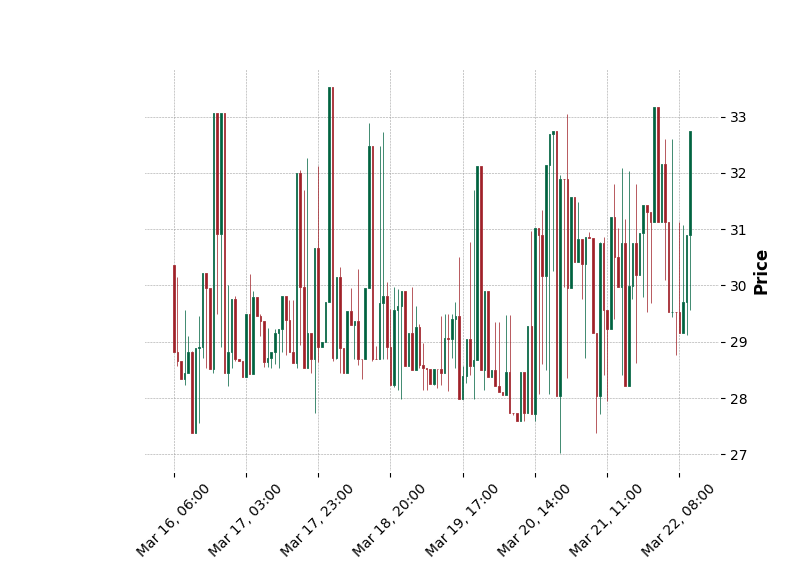 33
32
31
30
29
28
27
Price
Mar 16, 06:00
Mar 17, 03:00
Mar 17, 23:00
Mar 18, 20:00
Mar 19, 17:00
Mar 20, 14:00
Mar 21, 11:00
Mar 22, 08:00